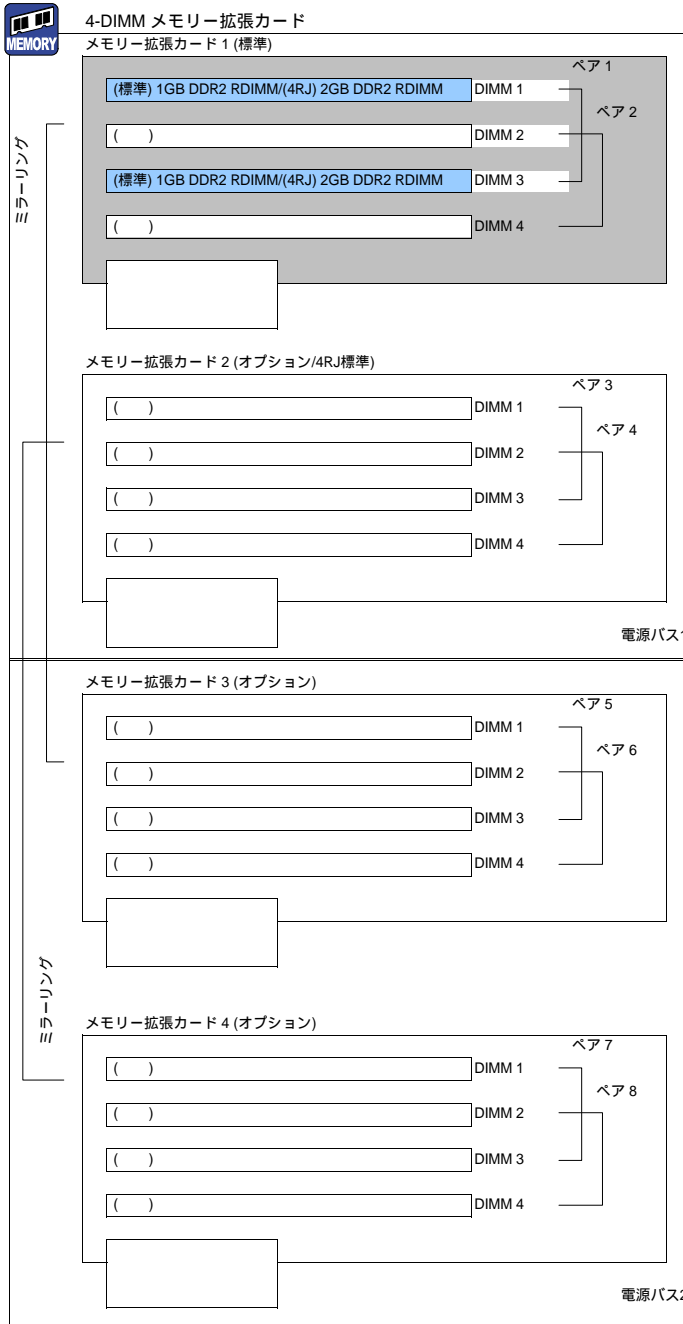 MEMORY
4-DIMM メモリー拡張カード
メモリー拡張カード 1 (標準)
ペア 1
(標準) 1GB DDR2 RDIMM/(4RJ) 2GB DDR2 RDIMM DIMM 1
ペア 2
( ) DIMM 2
(標準) 1GB DDR2 RDIMM/(4RJ) 2GB DDR2 RDIMM DIMM 3
( ) DIMM 4
ミラーリング
メモリー拡張カード 2 (オプション/4RJ標準)
ペア 3
( ) DIMM 1
ペア 4
( ) DIMM 2
( ) DIMM 3
( ) DIMM 4
電源バス1
メモリー拡張カード 3 (オプション)
ペア 5
( ) DIMM 1
ペア 6
( ) DIMM 2
( ) DIMM 3
( ) DIMM 4
ミラーリング
メモリー拡張カード 4 (オプション)
ペア 7
( ) DIMM 1
ペア 8
( ) DIMM 2
( ) DIMM 3
( ) DIMM 4
電源バス2